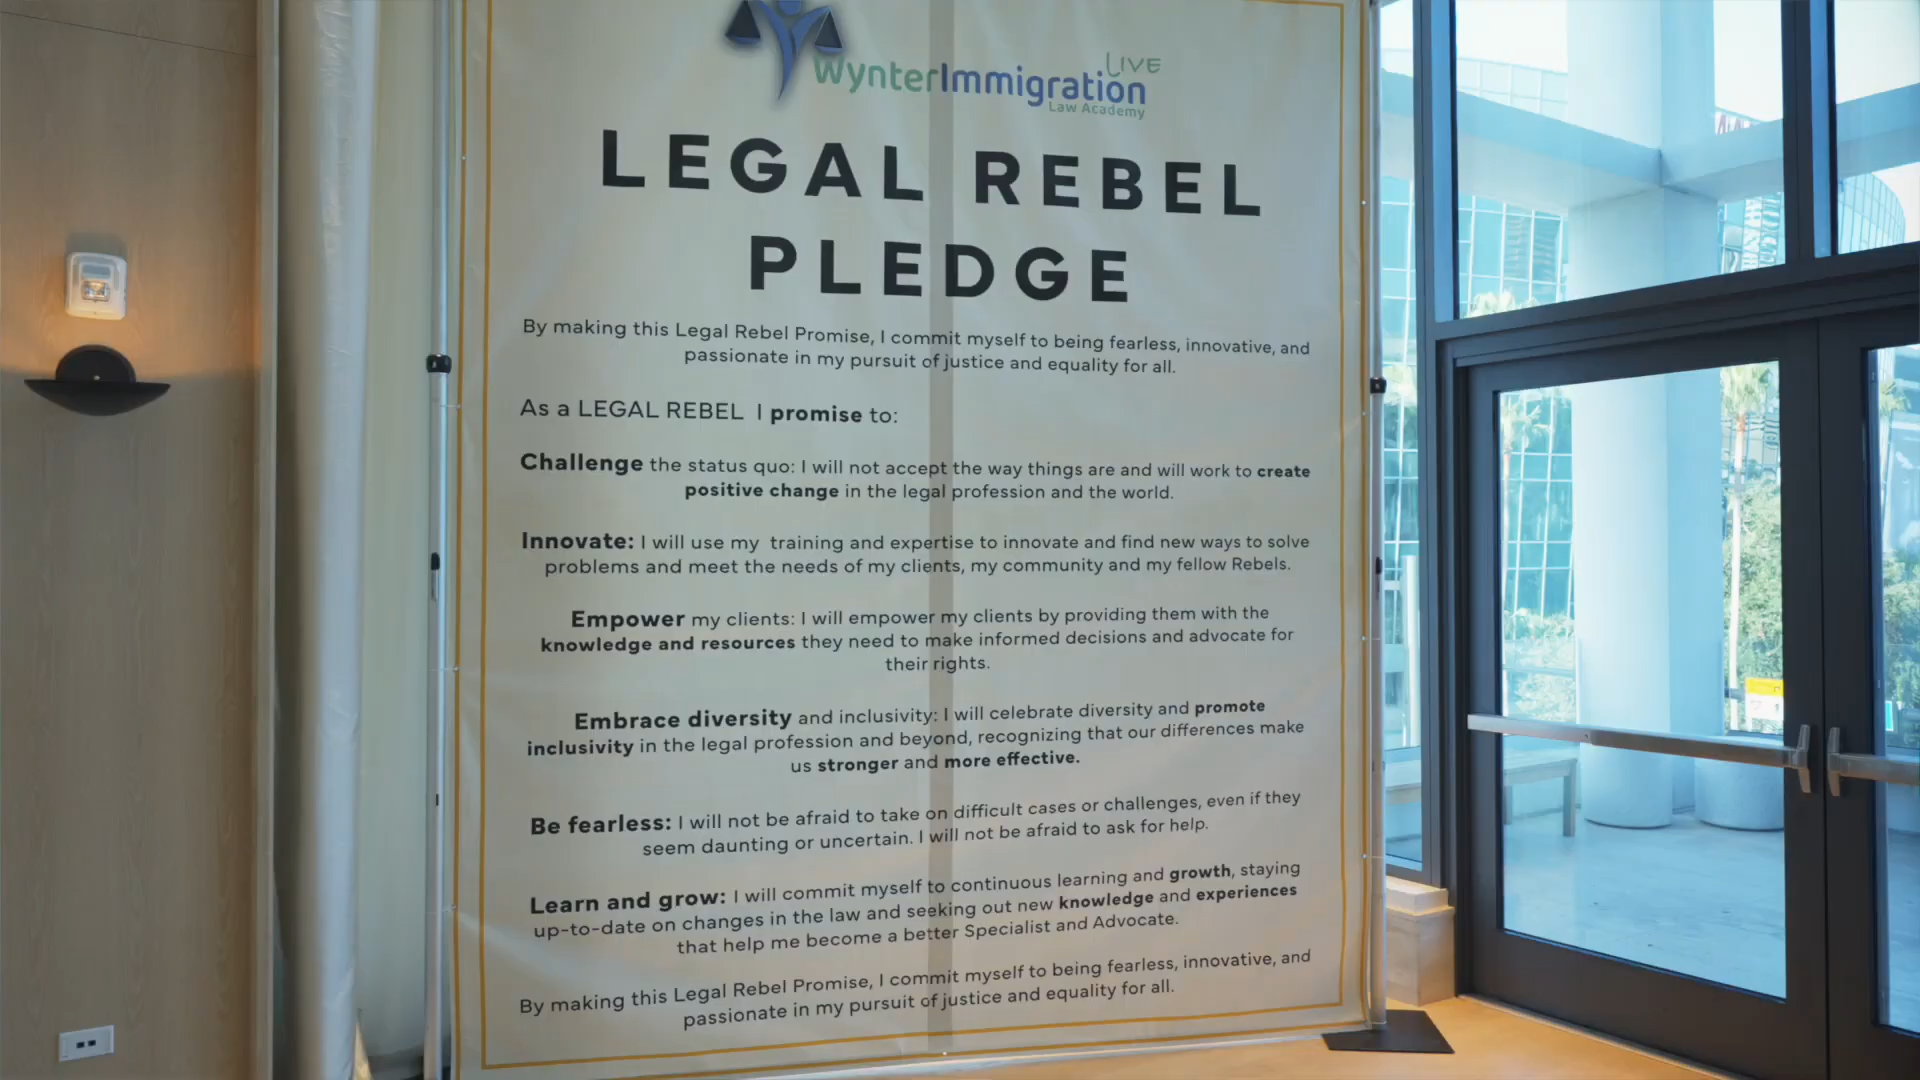 LIVE
WynterImmigration
Law Academy
LEGAL REBEL
PLEDGE
By making this Legal Rebel Promise, I commit myself to being fearless, innovative, and
passionate in my pursuit of justice and equality for all.
As a LEGAL REBEL I promise to:
Challenge the status quo: I will not accept the way things are and will work to create
positive change in the legal profession and the world.
Innovate: I will use my training and expertise to innovate and find new ways to solve
problems and meet the needs of my clients, my community and my fellow Rebels.
Empower my clients: I will empower my clients by providing them with the
knowledge and resources they need to make informed decisions and advocate for
their rights.
Embrace diversity and inclusivity: I will celebrate diversity and promote
inclusivity in the legal profession and beyond, recognizing that our differences make
us stronger and more effective.
Be fearless: I will not be afraid to take on difficult cases or challenges, even if they
seem daunting or uncertain. I will not be afraid to ask for help.
Learn and grow: I will commit myself to continuous learning and growth, staying
up-to-date on changes in the law and seeking out new knowledge and experiences
that help me become a better Specialist and Advocate.
By making this Legal Rebel Promise, I commit myself to being fearless, innovative, and
passionate in my pursuit of justice and equality for all.